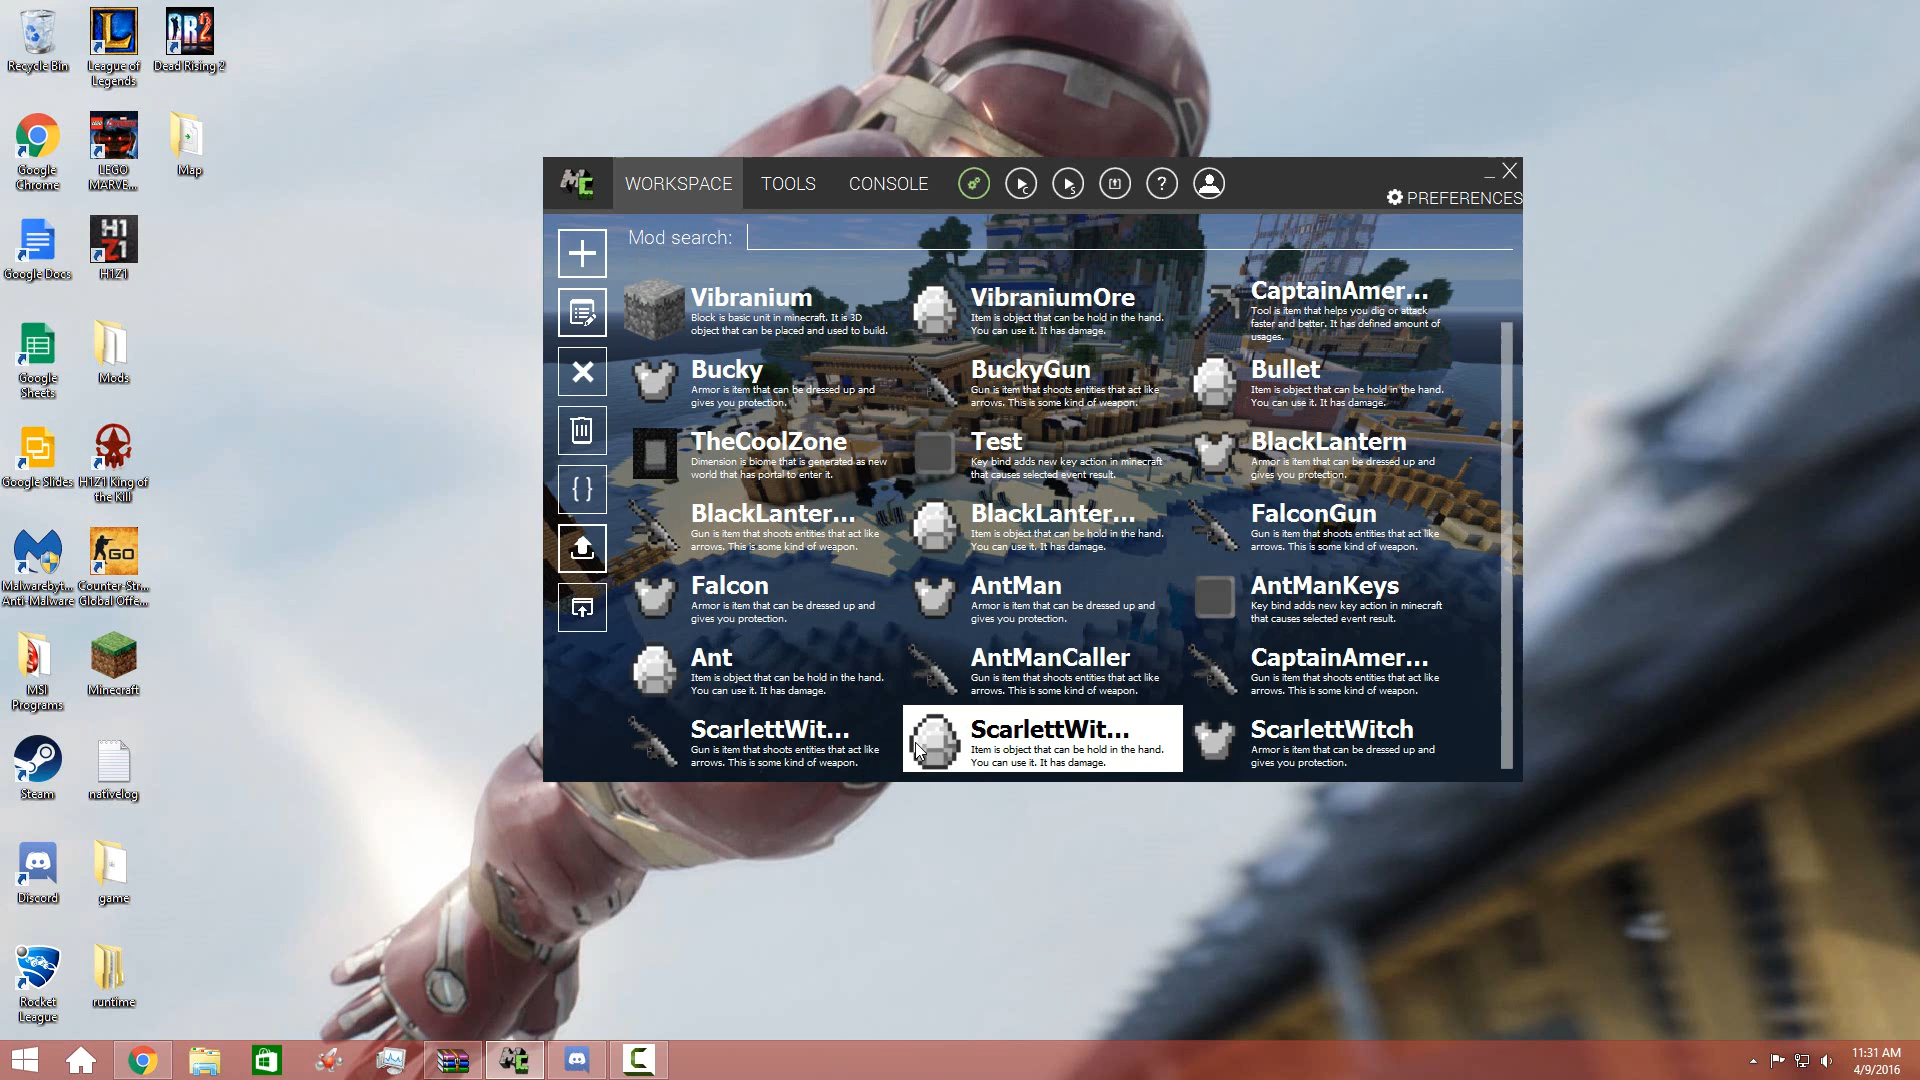 Recycle Bin
League of
Legends
Dead Rising 2
Google
Chrome
LEGO
MARVE...
Map
Google Docs
H1Z1
Google
Sheets
Mods
Google Slides
H1Z1 King of
the Kill
Malwareby t...
Anti-Malware
Counter-Str...
Global Offe...
MSI
Programs
Minecraft
Steam
nativelog
Discord
game
Rocket
League
runtime
WORKSPACE
TOOLS
CONSOLE
PREFERENCES
Mod search:
Vibranium
Block is basic unit in minecraft. It is 3D
object that can be placed and used to build.
VibraniumOre
Item is object that can be hold in the hand.
You can use it. It has damage.
CaptainAmer...
Tool is item that helps you dig or attack
faster and better. It has defined amount of
usages.
Bucky
Armor is item that can be dressed up and
gives you protection.
BuckyGun
Gun is item that shoots entities that act like
arrows. This is some kind of weapon.
Bullet
Item is object that can be hold in the hand.
You can use it. It has damage.
TheCoolZone
Dimension is biome that is generated as new
world that has portal to enter it.
Test
Key bind adds new key action in minecraft
that causes selected event result.
BlackLantern
Armor is item that can be dressed up and
gives you protection.
BlackLanter...
Gun is item that shoots entities that act like
arrows. This is some kind of weapon.
BlackLanter...
Item is object that can be hold in the hand.
You can use it. It has damage.
FalconGun
Gun is item that shoots entities that act like
arrows. This is some kind of weapon.
Falcon
Armor is item that can be dressed up and
gives you protection.
AntMan
Armor is item that can be dressed up and
gives you protection.
AntManKeys
Key bind adds new key action in minecraft
that causes selected event result.
Ant
Item is object that can be hold in the hand.
You can use it. It has damage.
AntManCaller
Gun is item that shoots entities that act like
arrows. This is some kind of weapon.
CaptainAmer...
Gun is item that shoots entities that act like
arrows. This is some kind of weapon.
ScarlettWit...
Gun is item that shoots entities that act like
arrows. This is some kind of weapon.
ScarlettWit...
Item is object that can be hold in the hand.
You can use it. It has damage.
ScarlettWitch
Armor is item that can be dressed up and
gives you protection.
11:31 AM
4/9/2016